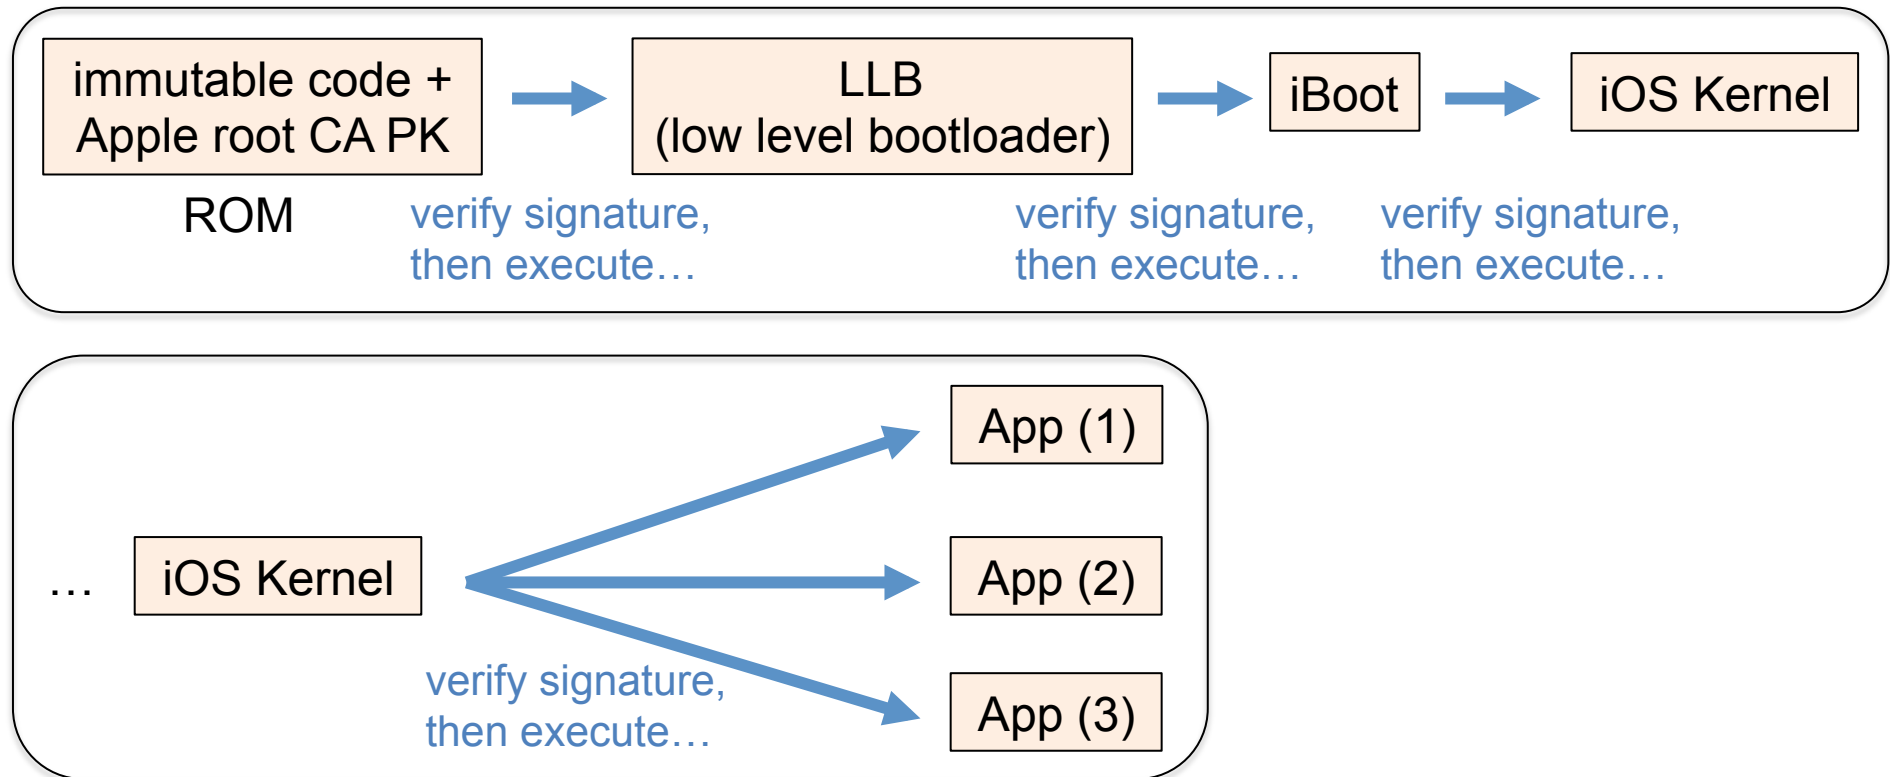 immutable code +
Apple root CA PK
LLB
(low level bootloader)
iBoot
iOS Kernel
ROM
verify signature,
then execute…
verify signature,
then execute…
verify signature,
then execute…
… iOS Kernel
App (1)
App (2)
App (3)
verify signature,
then execute…